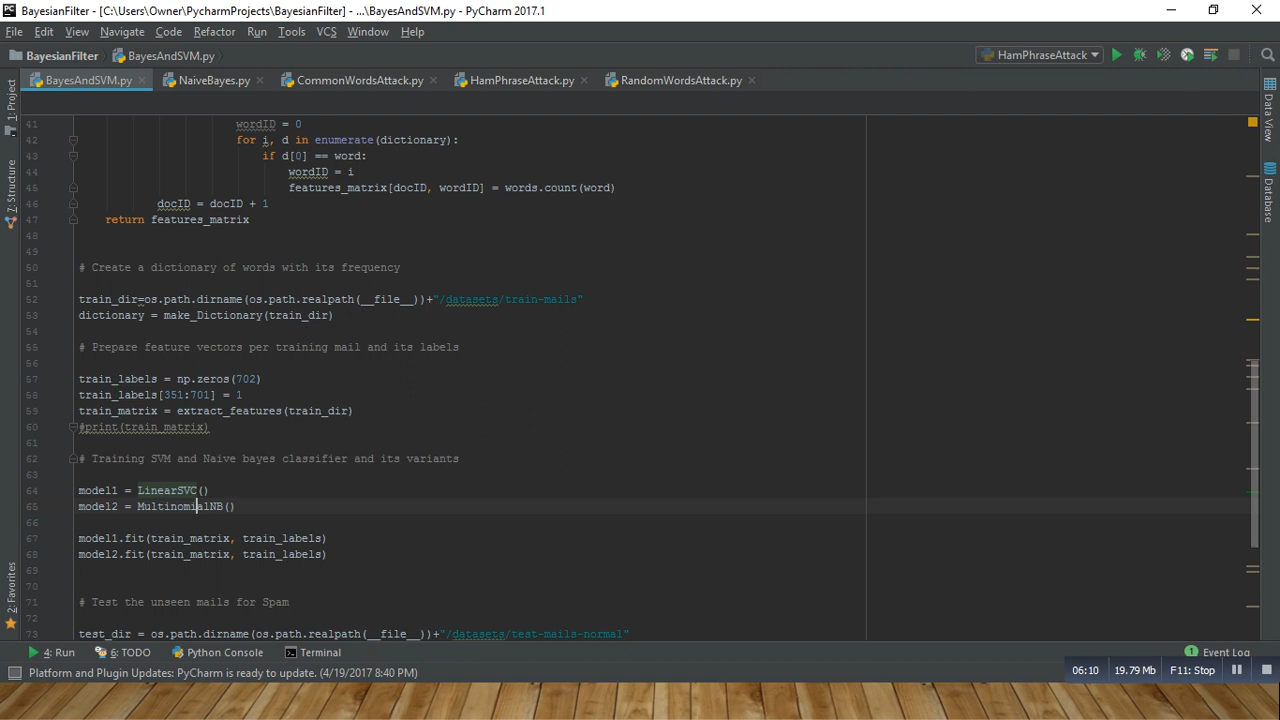 BayesianFilter - [C:\Users\Owner\PycharmProjects\BayesianFilter] - ...\BayesAndSVM.py - PyCharm 2017.1
File Edit View Navigate Code Refactor Run Tools VCS Window Help
BayesianFilter BayesAndSVM.py HamPhraseAttack
BayesAndSVM.py NaiveBayes.py CommonWordsAttack.py HamPhraseAttack.py RandomWordsAttack.py
1: Project
7: Structure
2: Favorites
Data View
Database
41 wordID = 0
42 for i, d in enumerate(dictionary):
43 if d[0] == word:
44 wordID = i
45 features_matrix[docID, wordID] = words.count(word)
46 docID = docID + 1
47 return features_matrix
48
49
50 # Create a dictionary of words with its frequency
51
52 train_dir=os.path.dirname(os.path.realpath(__file__))+"/datasets/train-mails"
53 dictionary = make_Dictionary(train_dir)
54
55 # Prepare feature vectors per training mail and its labels
56
57 train_labels = np.zeros(702)
58 train_labels[351:701] = 1
59 train_matrix = extract_features(train_dir)
60 #print(train_matrix)
61
62 # Training SVM and Naive bayes classifier and its variants
63
64 model1 = LinearSVC()
65 model2 = MultinomialNB()
66
67 model1.fit(train_matrix, train_labels)
68 model2.fit(train_matrix, train_labels)
69
70
71 # Test the unseen mails for Spam
72
73 test_dir = os.path.dirname(os.path.realpath(__file__))+"/datasets/test-mails-normal"
4: Run 6: TODO Python Console Terminal 1 Event Log
Platform and Plugin Updates: PyCharm is ready to update. (4/19/2017 8:40 PM) 06:10 19.79 MB F11: Stop